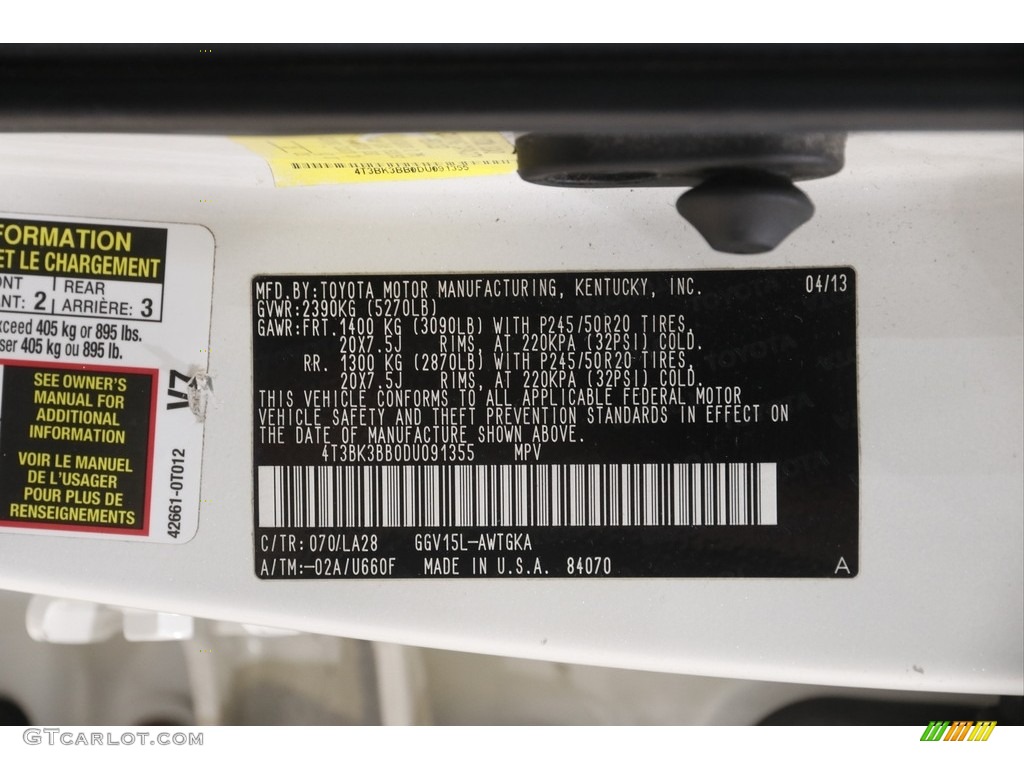 4T3BK3BB0DU091355
FORMATION
ET LE CHARGEMENT
REAR
2 ARRIÈRE: 3
405 kg or 895 lbs.
405 kg ou 895 lb.
SEE OWNER'S
MANUAL FOR
ADDITIONAL
INFORMATION
VOIR LE MANUEL
DE L'USAGER
POUR PLUS DE
RENSEIGNEMENTS
42661-0T012
MFD.BY:TOYOTA MOTOR MANUFACTURING, KENTUCKY, INC. 04/13
GVWR:2390KG (5270LB)
GAWR:FRT. 1400 KG (3090LB) WITH P245/50R20 TIRES,
20X7.5J RIMS, AT 220KPA (32PSI) COLD.
RR. 1300 KG (2870LB) WITH P245/50R20 TIRES,
20X7.5J RIMS, AT 220KPA (32PSI) COLD.
THIS VEHICLE CONFORMS TO ALL APPLICABLE FEDERAL MOTOR
VEHICLE SAFETY AND THEFT PREVENTION STANDARDS IN EFFECT ON
THE DATE OF MANUFACTURE SHOWN ABOVE.
4T3BK3BB0DU091355 MPV
C/TR: 070/LA28 GGV15L-AWTGKA
A/TM:-02A/U660F MADE IN U.S.A. 84070 A
GTCarLot.com